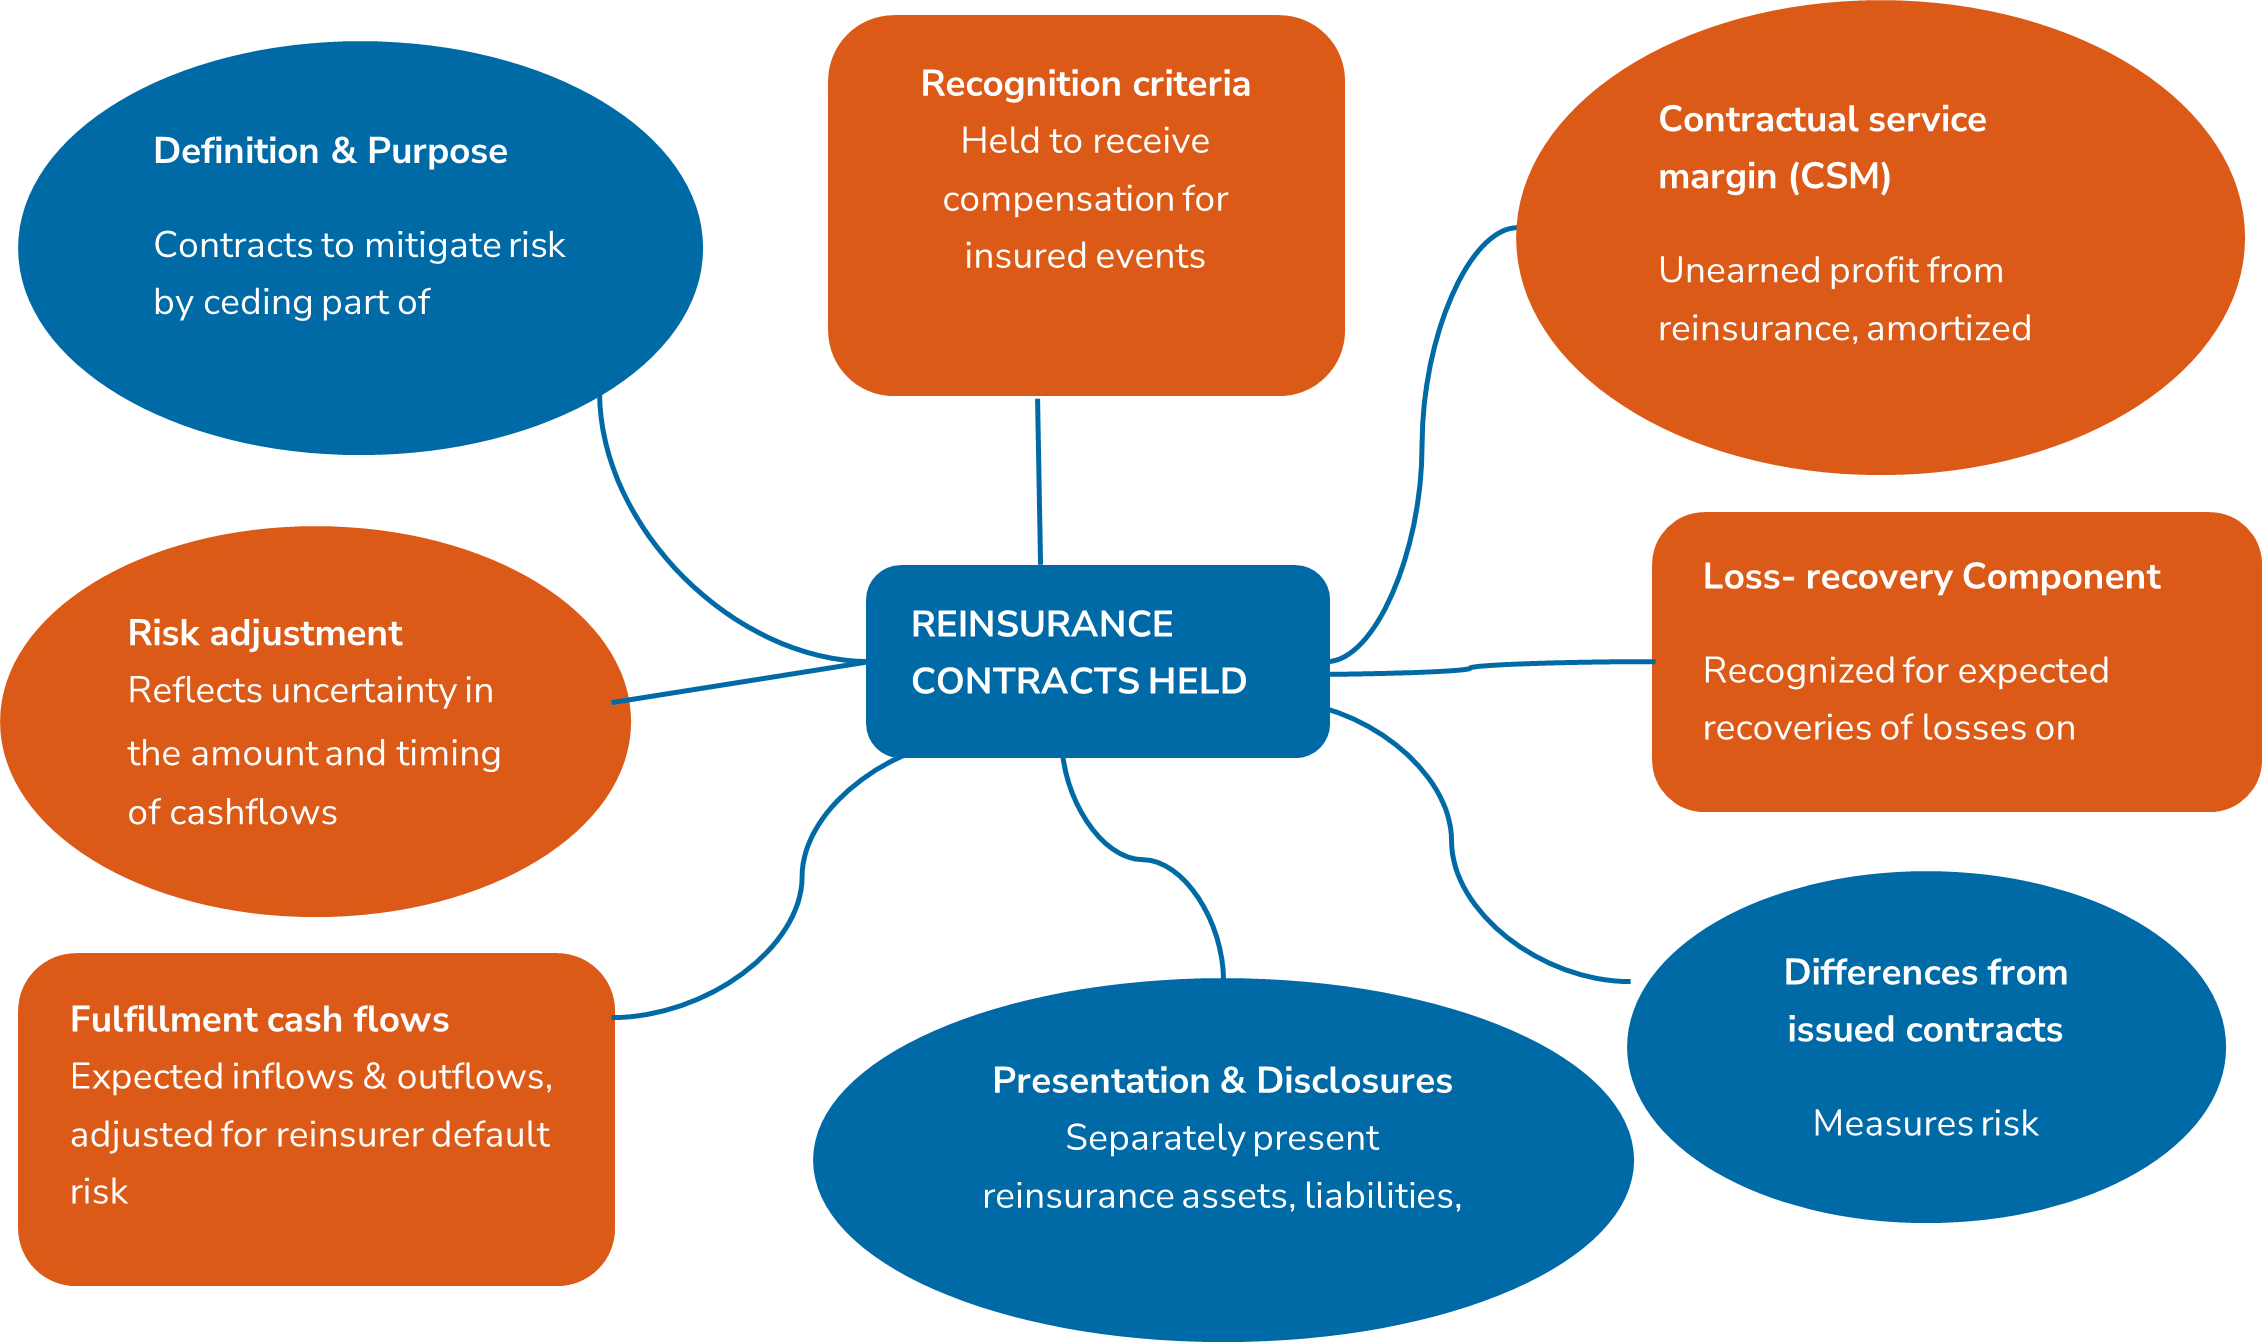 Definition & Purpose
Contracts to mitigate risk
by ceding part of
Recognition criteria
Held to receive
compensation for
insured events
Contractual service
margin (CSM)
Unearned profit from
reinsurance, amortized
REINSURANCE
CONTRACTS HELD
Loss- recovery Component
Recognized for expected
recoveries of losses on
Risk adjustment
Reflects uncertainty in
the amount and timing
of cashflows
Fulfillment cash flows
Expected inflows & outflows,
adjusted for reinsurer default
risk
Presentation & Disclosures
Separately present
reinsurance assets, liabilities,
Differences from
issued contracts
Measures risk